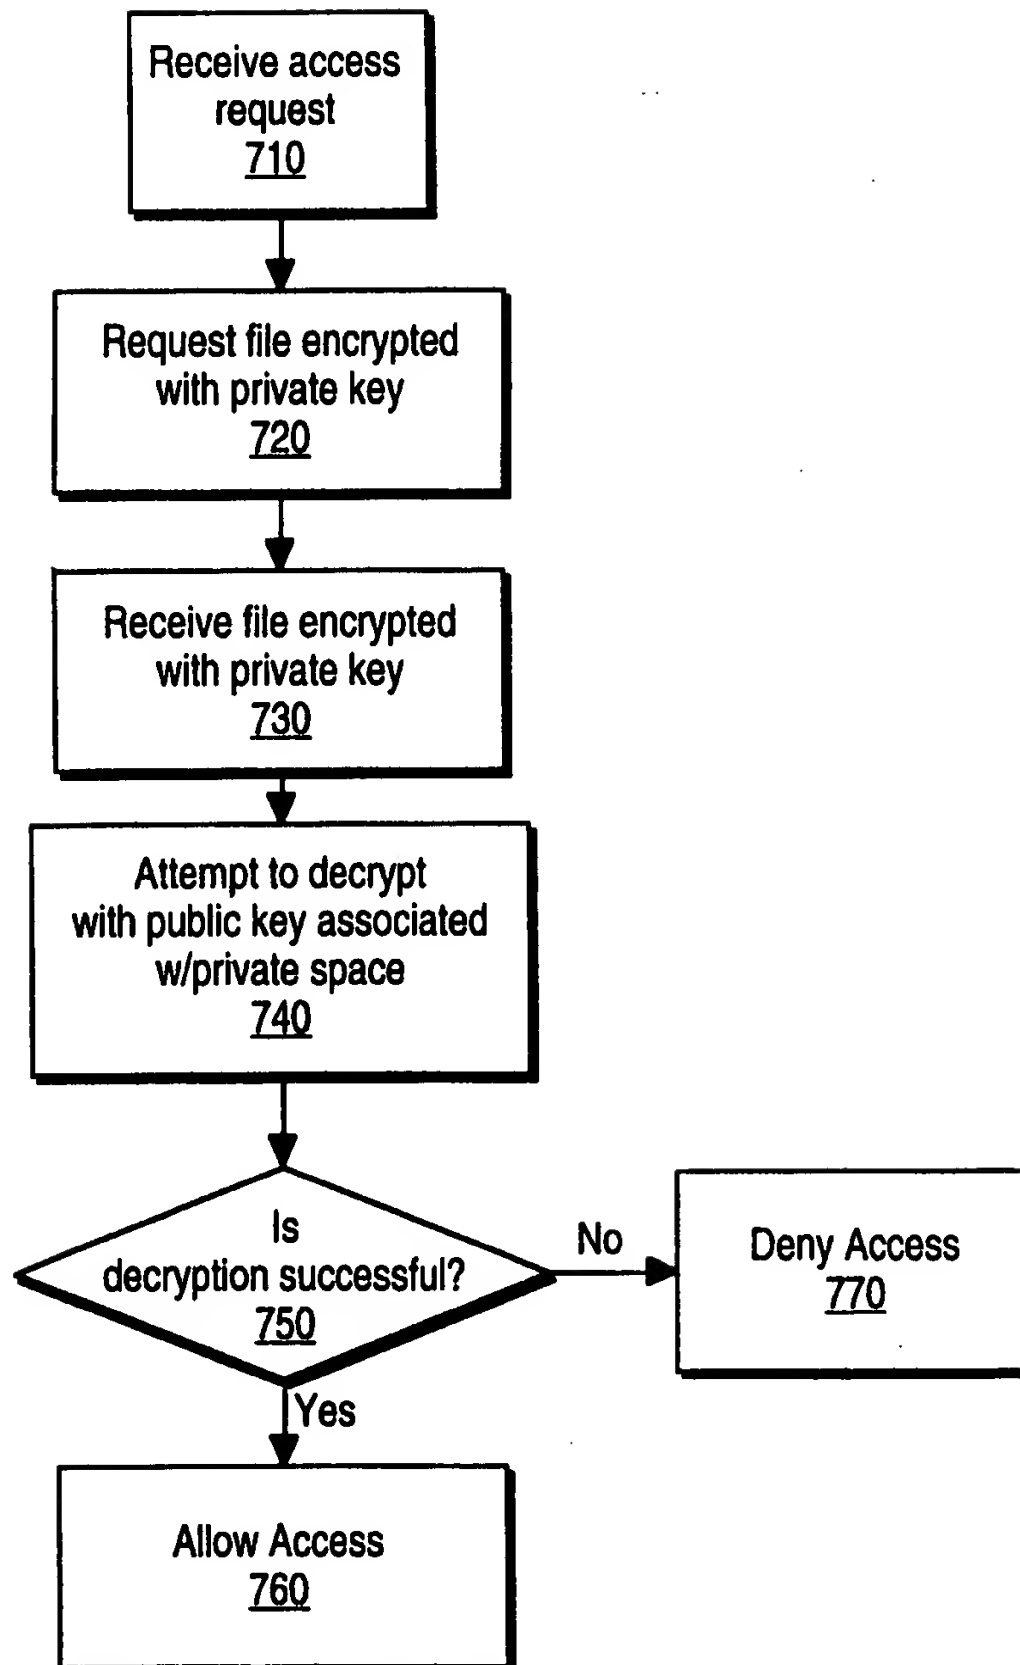 Receive access
request
710
Request file encrypted
with private key
720
Receive file encrypted
with private key
730
Attempt to decrypt
with public key associated
w/private space
740
Is
decryption successful?
750
No
Deny Access
770
Yes
Allow Access
760